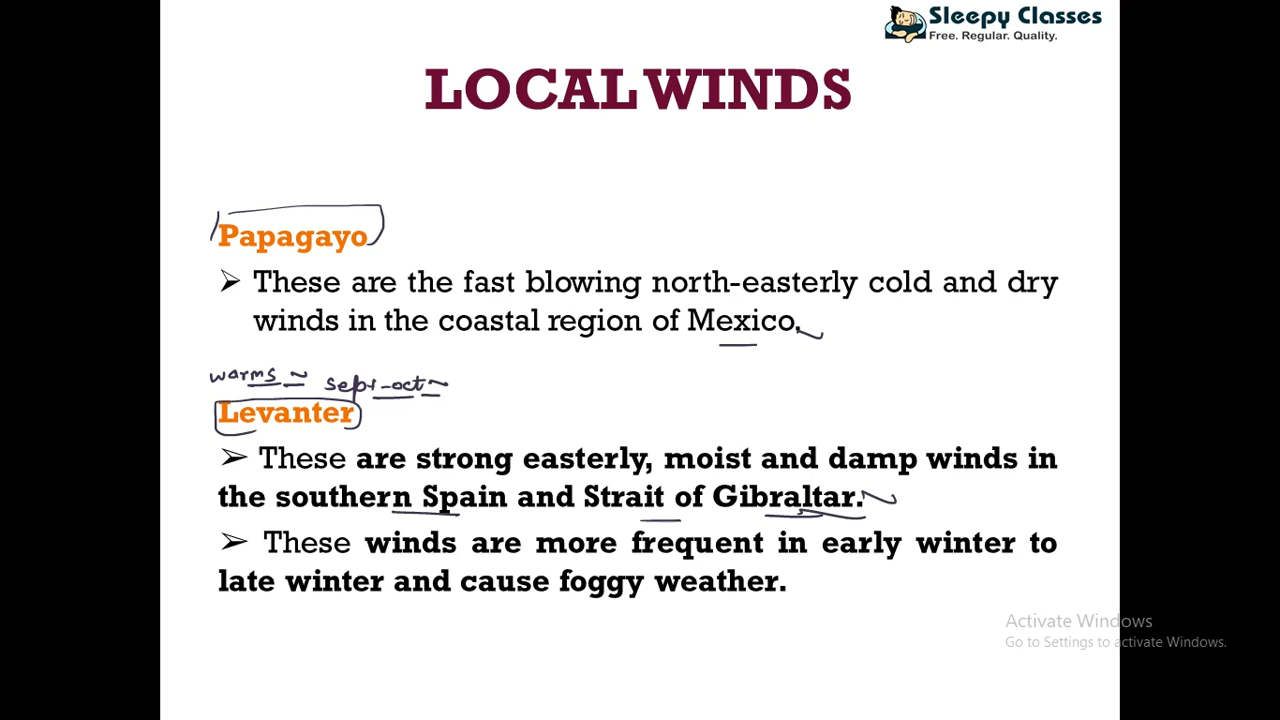 Sleepy Classes
Free. Regular. Quality.
LOCAL WINDS
Papagayo
➢ These are the fast blowing north-easterly cold and dry
winds in the coastal region of Mexico.
warms sept-oct
Levanter
➢ These are strong easterly, moist and damp winds in
the southern Spain and Strait of Gibraltar.
➢ These winds are more frequent in early winter to
late winter and cause foggy weather.
Activate Windows
Go to Settings to activate Windows.